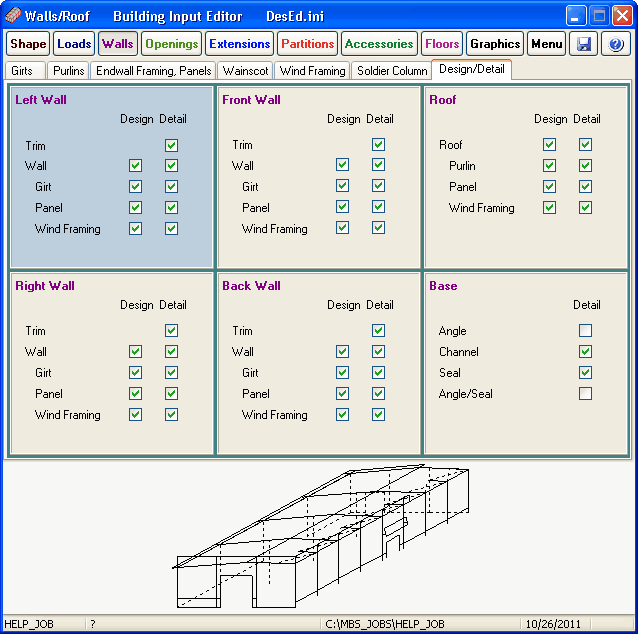 Walls/Roof Building Input Editor DesEd.ini
Shape Loads Walls Openings Extensions Partitions Accessories Floors Graphics Menu
Girts Purlins Endwall Framing, Panels Wainscot Wind Framing Soldier Column Design/Detail
Left Wall
Design Detail
Trim
Wall
Girt
Panel
Wind Framing
Front Wall
Design Detail
Trim
Wall
Girt
Panel
Wind Framing
Roof
Design Detail
Roof
Purlin
Panel
Wind Framing
Right Wall
Design Detail
Trim
Wall
Girt
Panel
Wind Framing
Back Wall
Design Detail
Trim
Wall
Girt
Panel
Wind Framing
Base
Detail
Angle
Channel
Seal
Angle/Seal
HELP_JOB ? C:\MBS_JOBS\HELP_JOB 10/26/2011